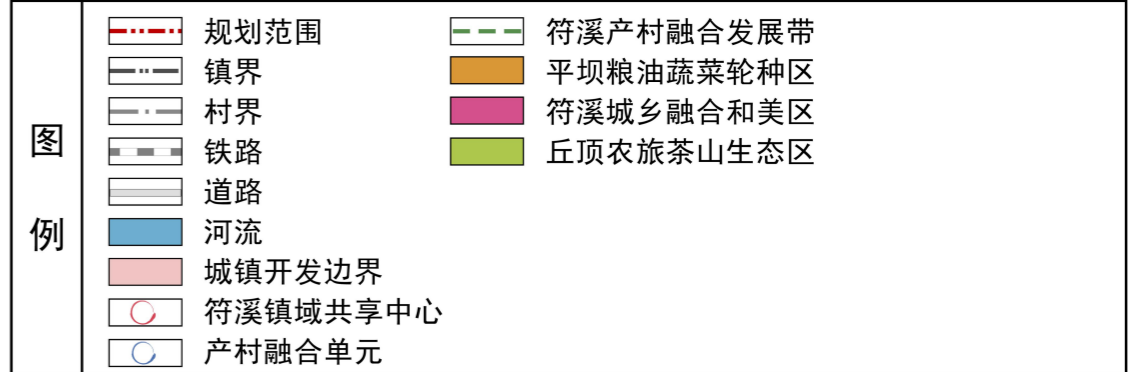 图例
规划范围
镇界
村界
铁路
道路
河流
城镇开发边界
符溪镇域共享中心
产村融合单元
符溪产村融合发展带
平坝粮油蔬菜轮种区
符溪城乡融合和美区
丘顶农旅茶山生态区